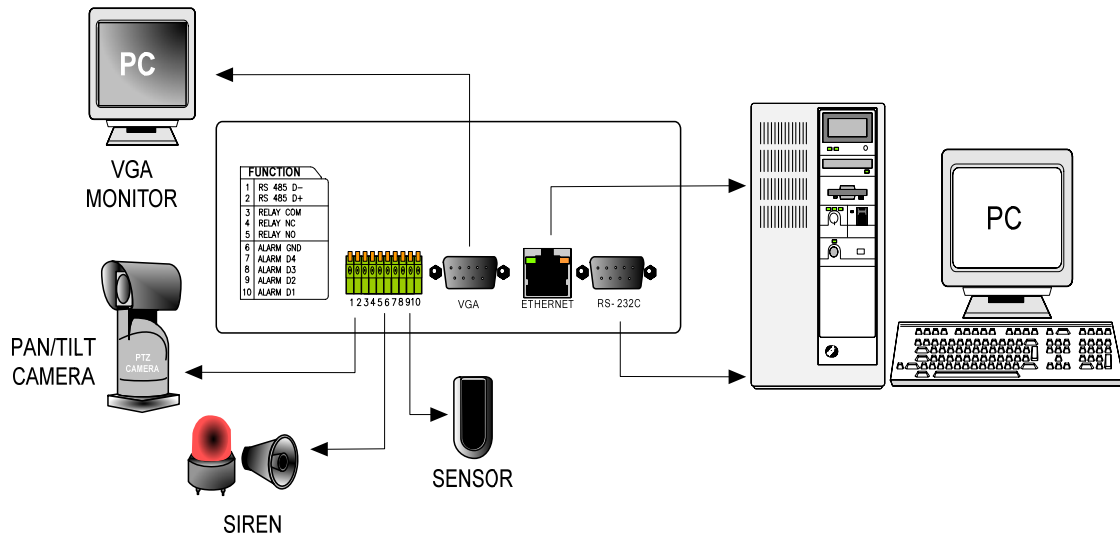 PC
VGA
MONITOR
FUNCTION
1 RS 485 D-
2 RS 485 D+
3 RELAY COM
4 RELAY NC
5 RELAY NO
6 ALARM GND
7 ALARM D4
8 ALARM D3
9 ALARM D2
10 ALARM D1
1 2 3 4 5 6 7 8 9 10
VGA
ETHERNET
RS-232C
PC
PAN/TILT
CAMERA
PTZ
CAMERA
SENSOR
SIREN